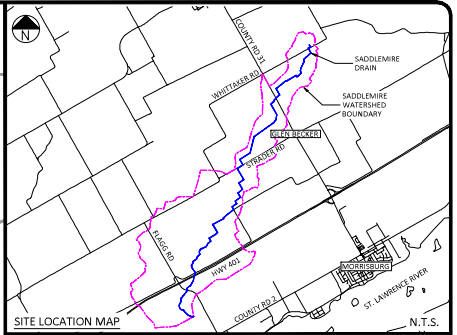 N
COUNTY RD 31
SADDLEMIRE
DRAIN
WHITTAKER RD
SADDLEMIRE
WATERSHED
BOUNDARY
GLEN BECKER
STRADER RD
FLAGG RD
HWY 401
MORRISBURG
ST. LAWRENCE RIVER
COUNTY RD 2
SITE LOCATION MAP
N.T.S.